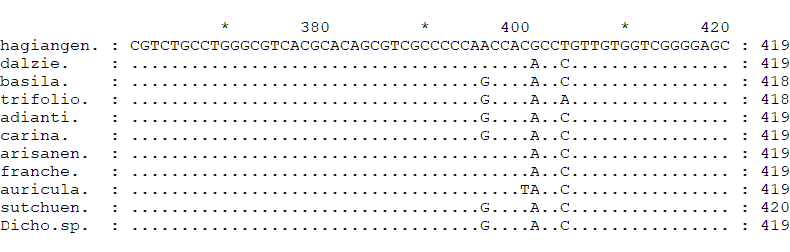 * 380 * 400 * 420
hagiangen. : CGTCTGCCTGGGCGTCACGCACAGCGTCGCCCCCAACCACGCCTGTTGTGGTCGGGGAGC : 419
dalzie. : ........................................A..C................ : 419
basila. : ...................................G....A..C................ : 418
trifolio. : ...................................G....A..A................ : 418
adianti. : ...................................G....A..C................ : 419
carina. : ...................................G....A..C................ : 419
arisanen. : ........................................A..C................ : 419
franche. : ........................................A..C................ : 419
auricula. : .......................................TA..C................ : 419
sutchuen. : ...................................G....A..C................ : 420
Dicho.sp. : ...................................G....A..C................ : 419